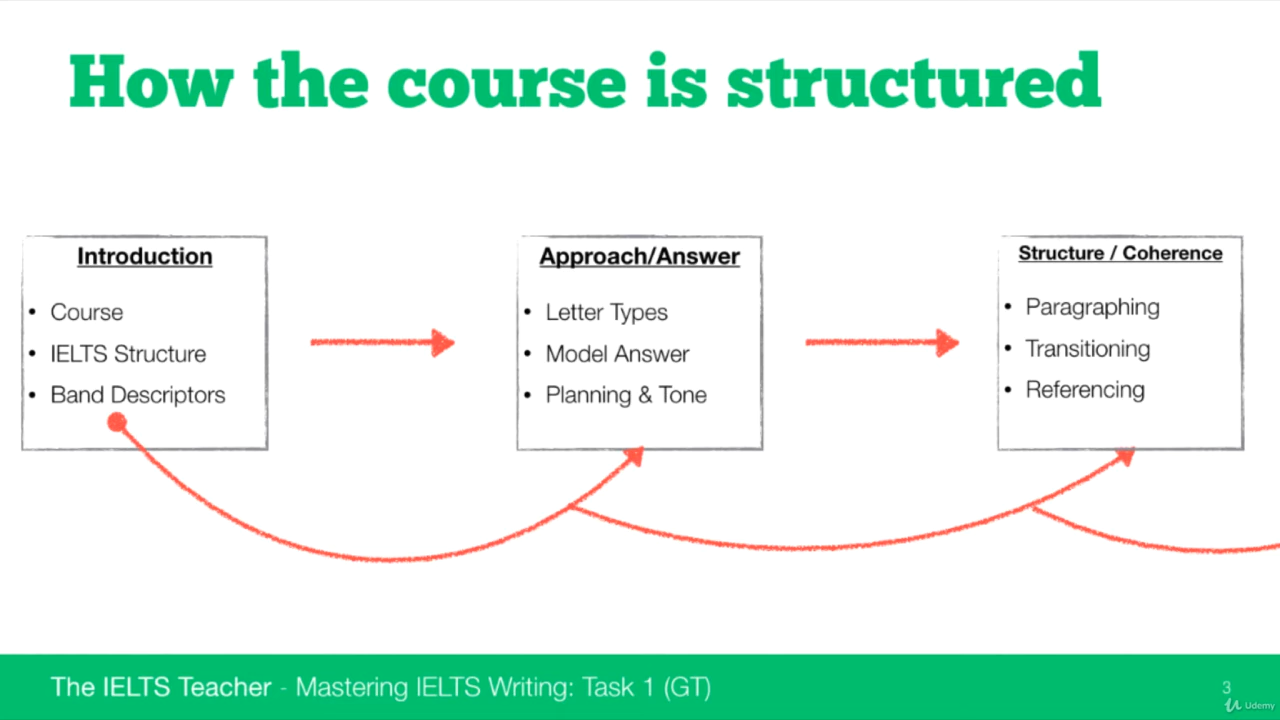 How the course is structured
Introduction
• Course
• IELTS Structure
• Band Descriptors
Approach/Answer
• Letter Types
• Model Answer
• Planning & Tone
Structure / Coherence
• Paragraphing
• Transitioning
• Referencing
The IELTS Teacher - Mastering IELTS Writing: Task 1 (GT)
3
Udemy